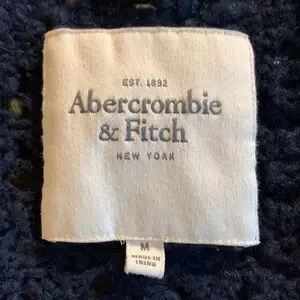 EST. 1892
Abercrombie
& Fitch
NEW YORK
M
MADE IN
CHINA